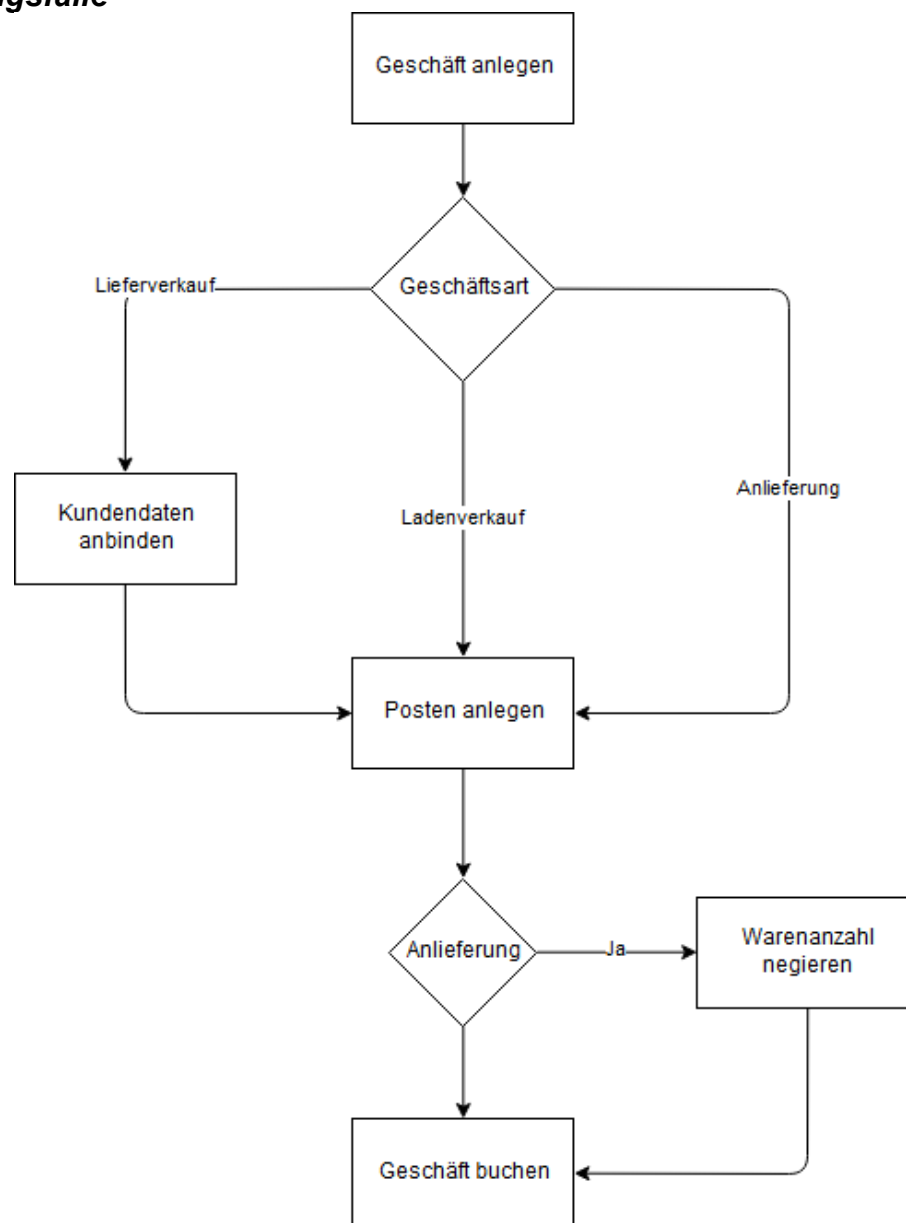 Geschäft anlegen
Geschäftsart
Lieferverkauf
Anlieferung
Kundendaten
anbinden
Ladenverkauf
Posten anlegen
Anlieferung
Ja
Warenanzahl
negieren
Geschäft buchen